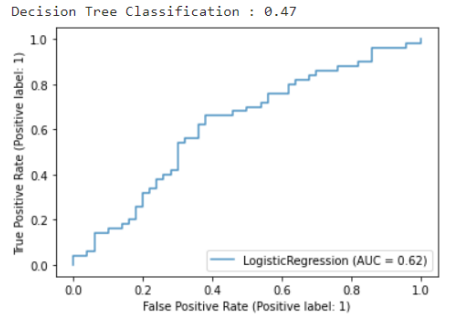 Decision Tree Classification : 0.47
1.0
0.8
0.6
0.4
0.2
0.0
True Positive Rate (Positive label: 1)
LogisticRegression (AUC = 0.62)
0.0 0.2 0.4 0.6 0.8 1.0
False Positive Rate (Positive label: 1)